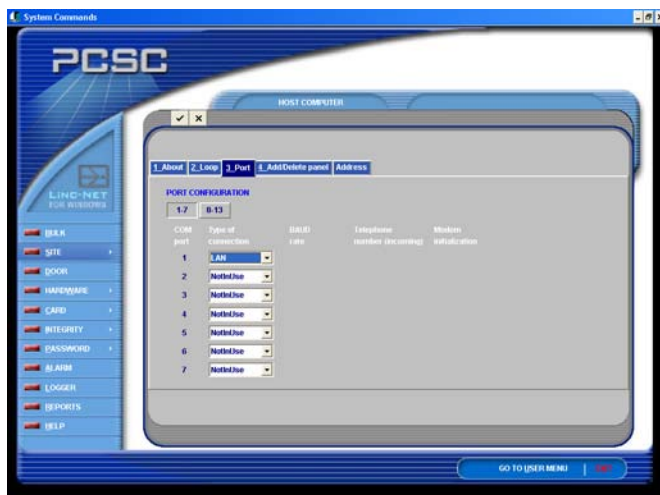 System Commands
PCSC
HOST COMPUTER
1_About 2_Loop 3_Port 4_Add/Delete panel Address
PORT CONFIGURATION
1-7 8-13
COM port Type of connection BAUD rate Telephone number (incoming) Modem initialization
1 LAN
2 NotInUse
3 NotInUse
4 NotInUse
5 NotInUse
6 NotInUse
7 NotInUse
LINC-NET
FOR WINDOWS
BULK
SITE
DOOR
HARDWARE
CARD
INTEGRITY
PASSWORD
ALARM
LOGGER
REPORTS
HELP
GO TO USER MENU | EXIT